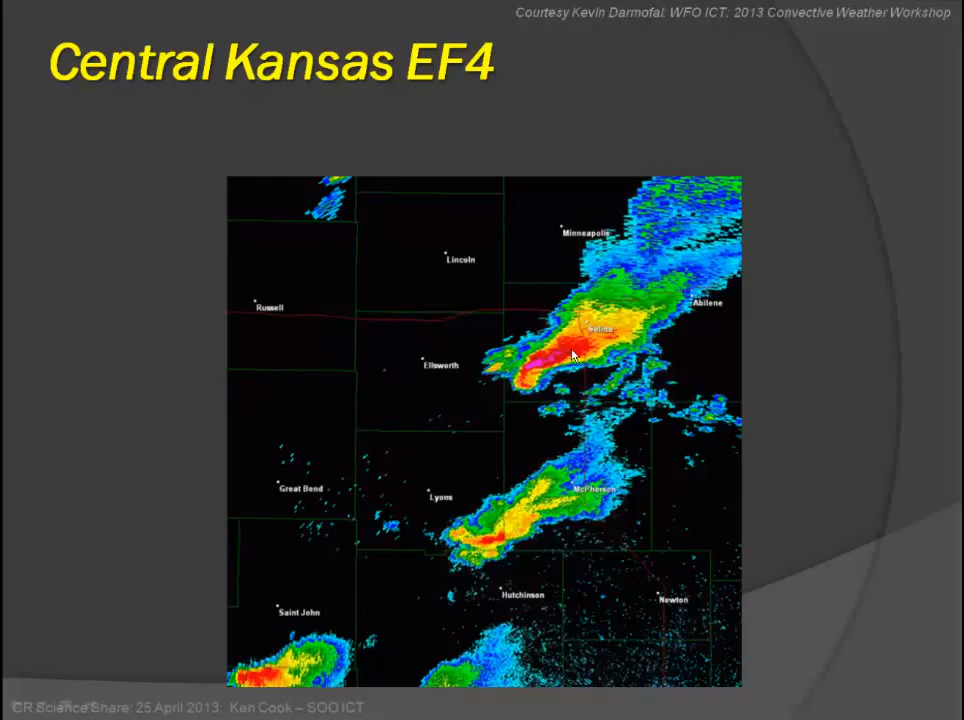 Courtesy Kevin Darmofal: WFO ICT: 2013 Convective Weather Workshop
Central Kansas EF4
Minneapolis
Lincoln
Abilene
Russell
Salina
Ellsworth
Great Bend
McPherson
Lyons
Hutchinson
Newton
Saint John
CR Science Share: 25 April 2013: Ken Cook – SOO ICT